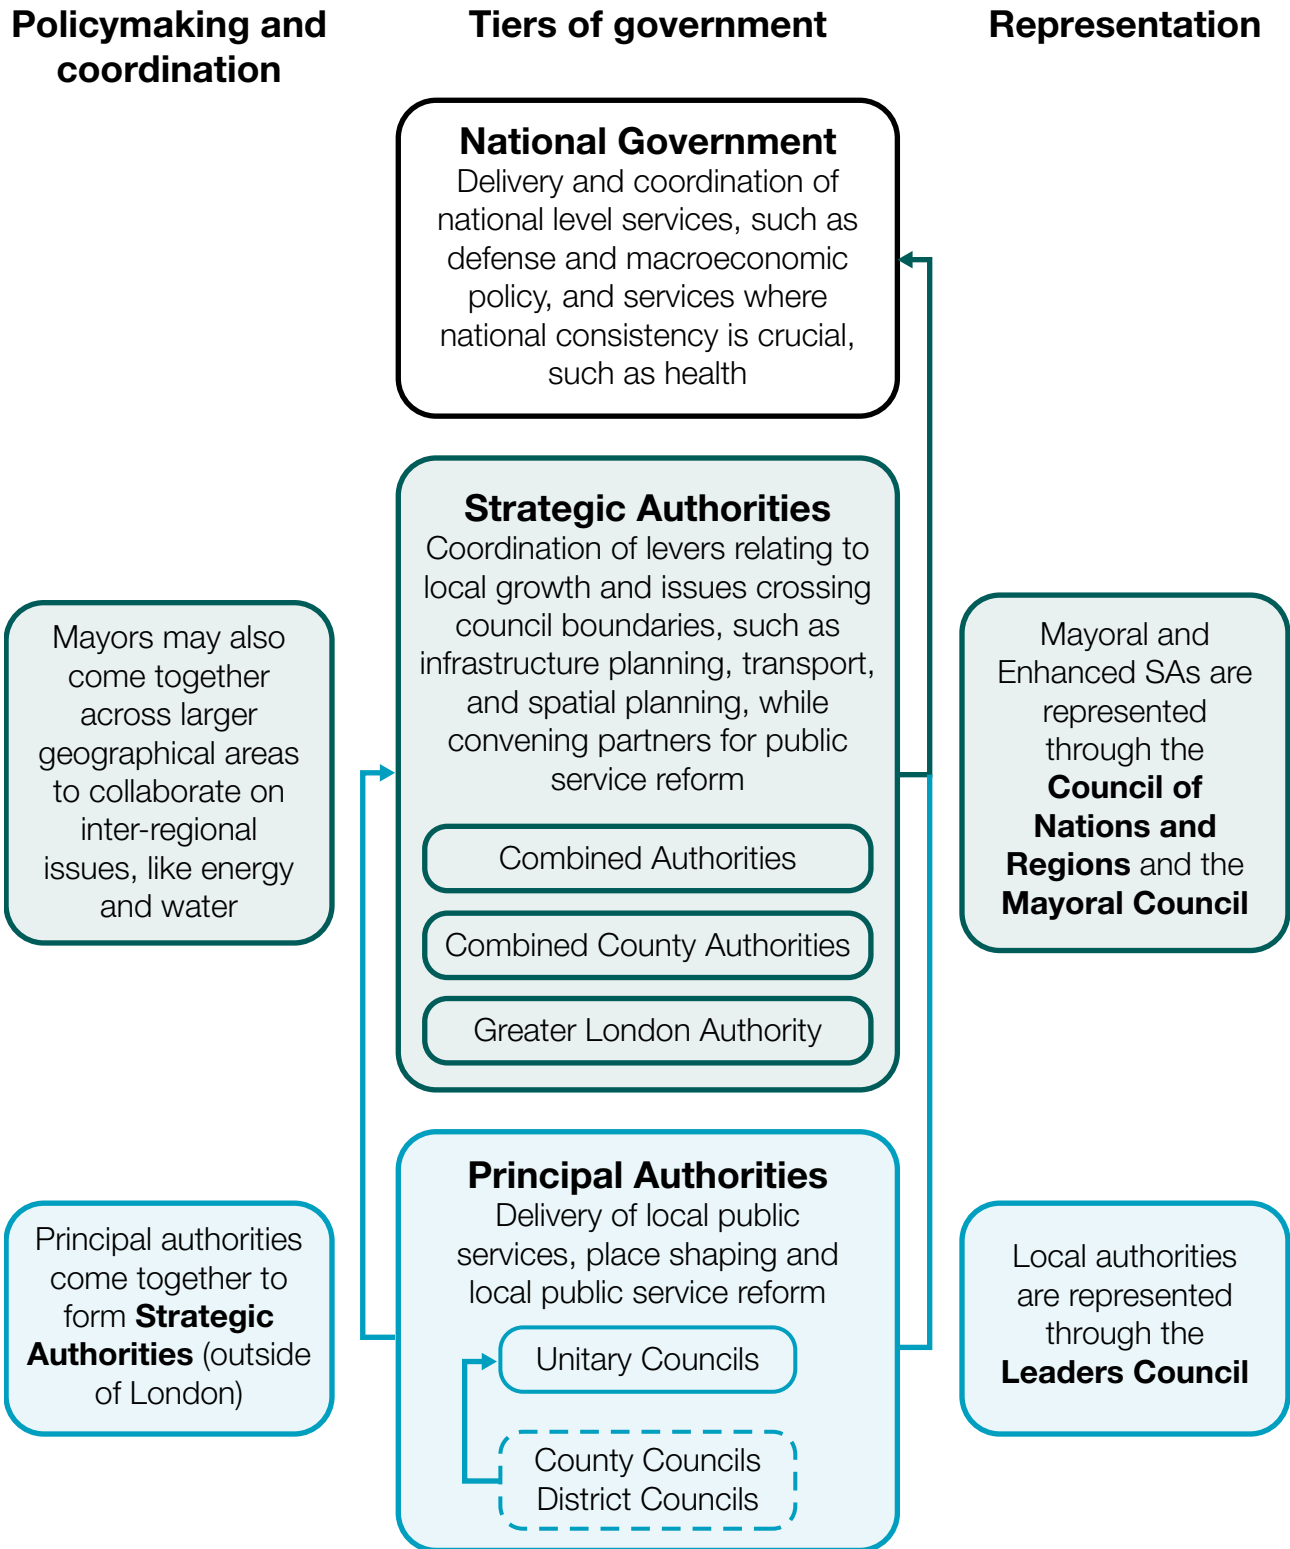 Policymaking and
coordination
Tiers of government
Representation
National Government
Delivery and coordination of
national level services, such as
defense and macroeconomic
policy, and services where
national consistency is crucial,
such as health
Strategic Authorities
Coordination of levers relating to
local growth and issues crossing
council boundaries, such as
infrastructure planning, transport,
and spatial planning, while
convening partners for public
service reform
Combined Authorities
Combined County Authorities
Greater London Authority
Mayors may also
come together
across larger
geographical areas
to collaborate on
inter-regional
issues, like energy
and water
Mayoral and
Enhanced SAs are
represented
through the
Council of
Nations and
Regions and the
Mayoral Council
Principal Authorities
Delivery of local public
services, place shaping and
local public service reform
Unitary Councils
County Councils
District Councils
Principal authorities
come together to
form Strategic
Authorities (outside
of London)
Local authorities
are represented
through the
Leaders Council